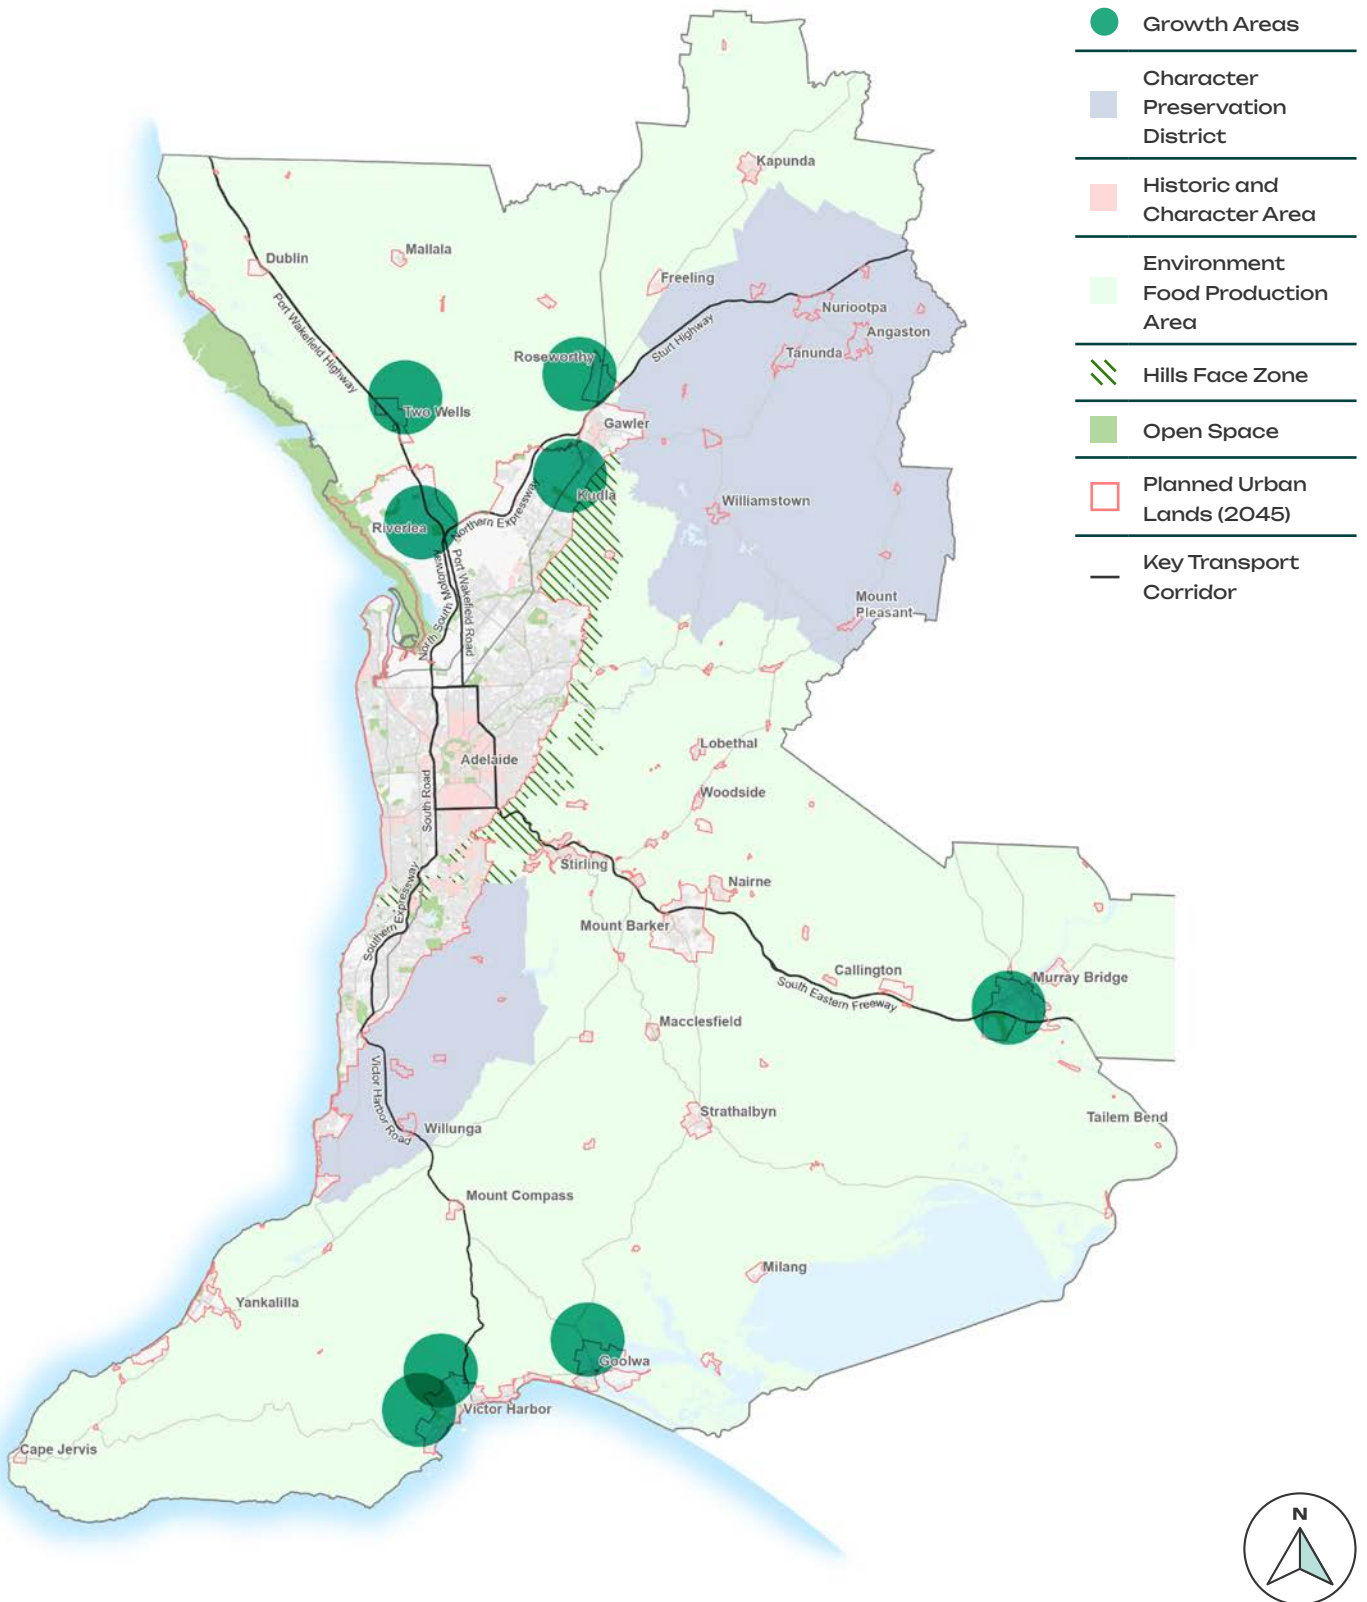 Growth Areas
Character
Preservation
District
Historic and
Character Area
Environment
Food Production
Area
Hills Face Zone
Open Space
Planned Urban
Lands (2045)
Key Transport
Corridor
Kapunda
Dublin
Mallala
Freeling
Port Wakefield Highway
Nuriootpa
Angaston
Tanunda
Sturt Highway
Roseworthy
Two Wells
Gawler
Kudla
Williamstown
Riverlea
Northern Expressway
Port Wakefield Road
North South Motorway
Mount
Pleasant
Lobethal
Adelaide
Woodside
South Road
Stirling
Nairne
Southern Expressway
Mount Barker
Callington
Murray Bridge
South Eastern Freeway
Macclesfield
Victor Harbor Road
Strathalbyn
Tailem Bend
Willunga
Mount Compass
Milang
Yankalilla
Goolwa
Victor Harbor
Cape Jervis
N